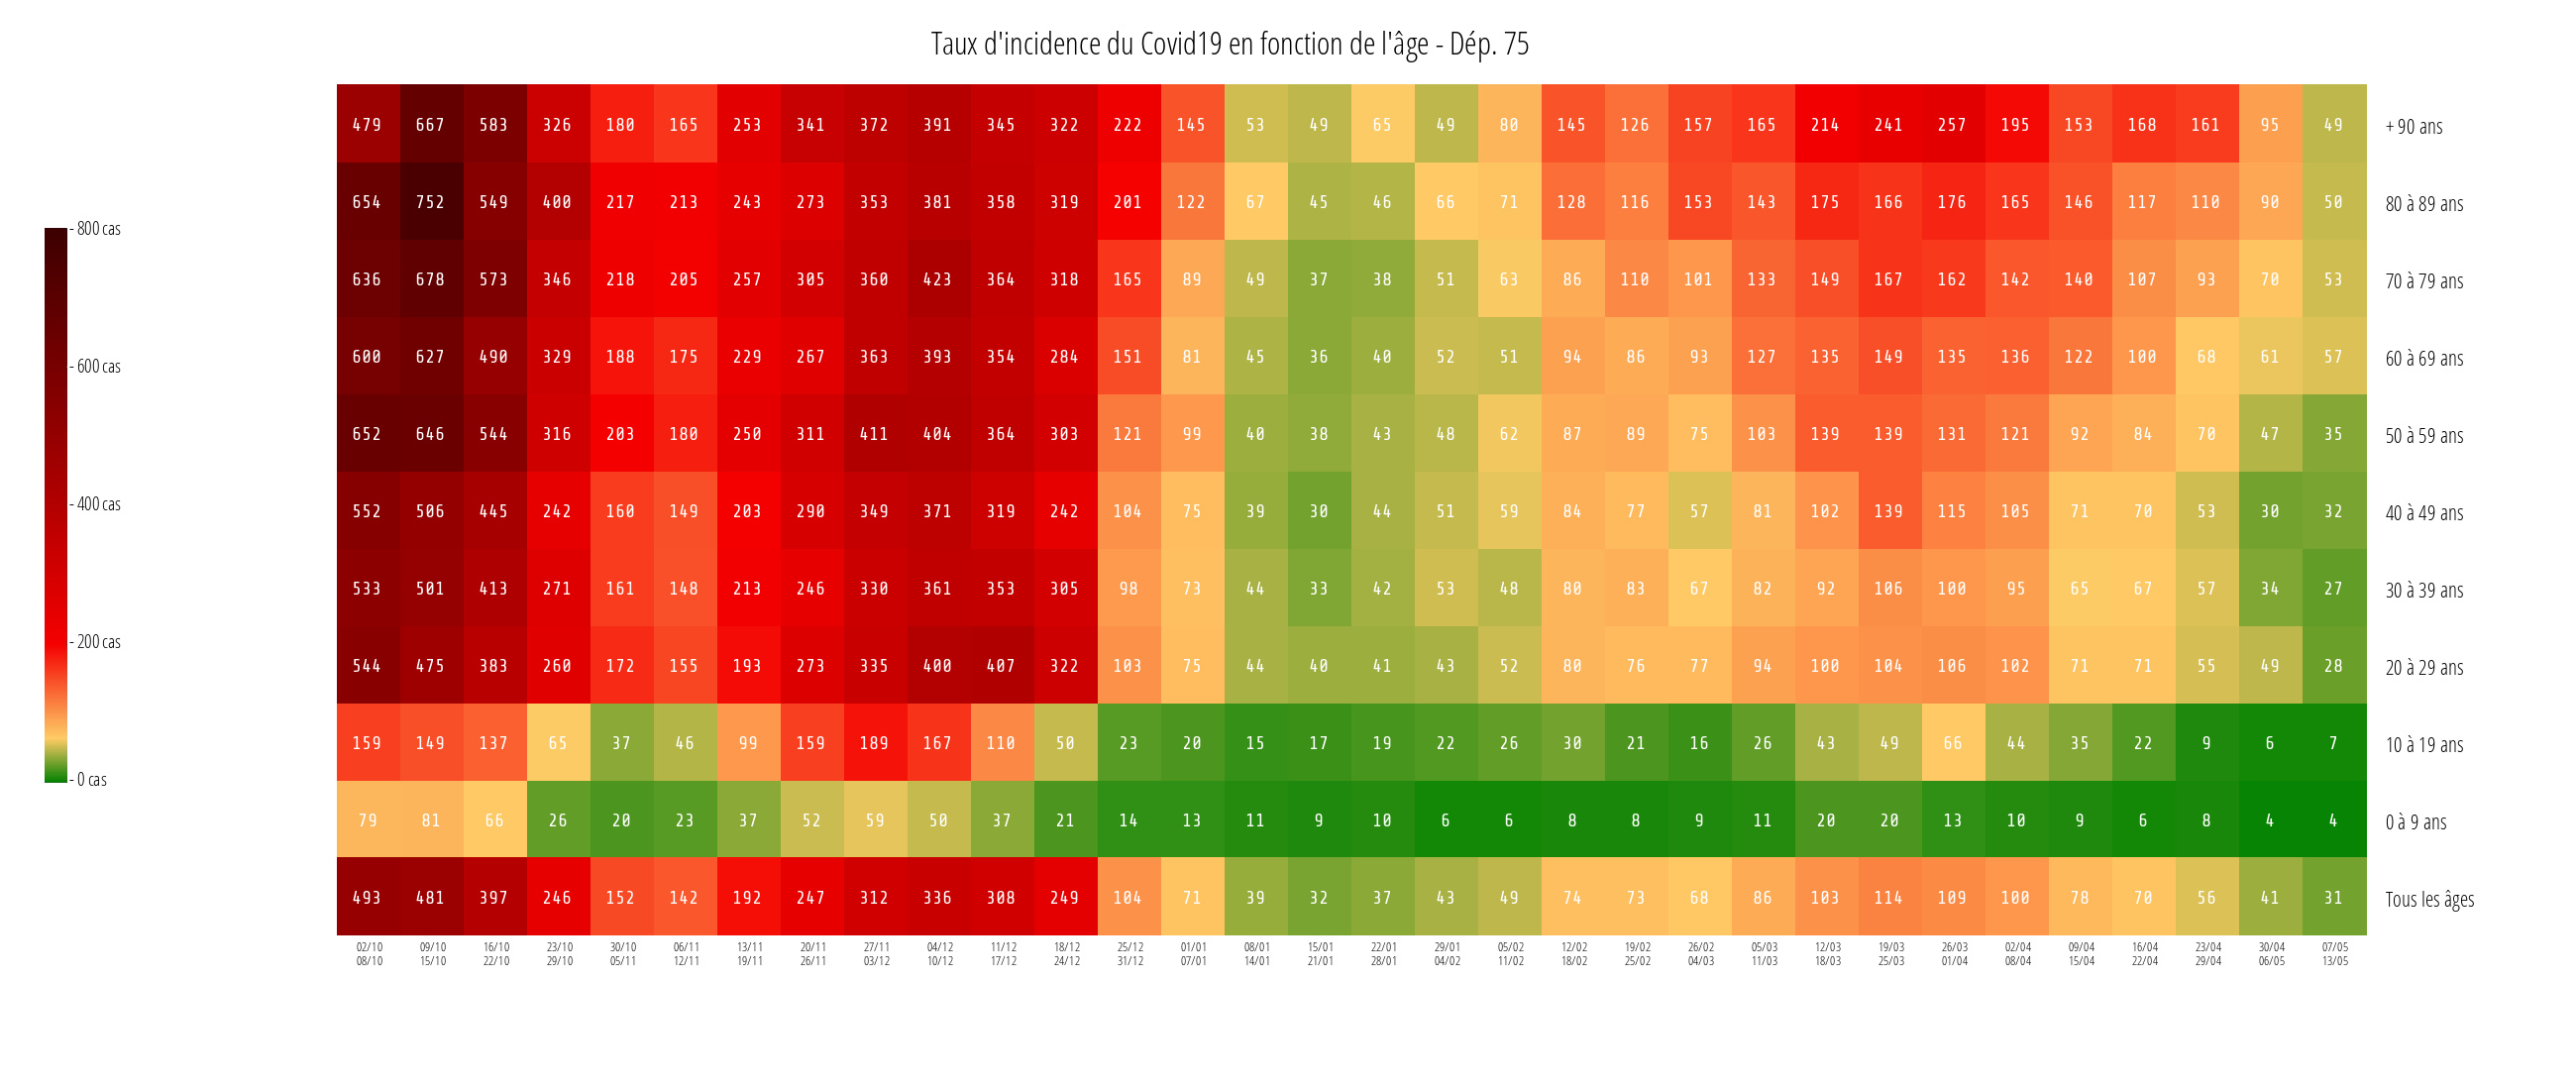 Taux d'incidence du Covid19 en fonction de l'âge - Dép. 75
- 800 cas
- 600 cas
- 400 cas
- 200 cas
- 0 cas
479 667 583 326 180 165 253 341 372 391 345 322 222 145 53 49 65 49 80 145 126 157 165 214 241 257 195 153 168 161 95 49 + 90 ans
654 752 549 400 217 213 243 273 353 381 358 319 201 122 67 45 46 66 71 128 116 153 143 175 166 176 165 146 117 110 90 50 80 à 89 ans
636 678 573 346 218 205 257 305 360 423 364 318 165 89 49 37 38 51 63 86 110 101 133 149 167 162 142 140 107 93 70 53 70 à 79 ans
600 627 490 329 188 175 229 267 363 393 354 284 151 81 45 36 40 52 51 94 86 93 127 135 149 135 136 122 100 68 61 57 60 à 69 ans
652 646 544 316 203 180 250 311 411 404 364 303 121 99 40 38 43 48 62 87 89 75 103 139 139 131 121 92 84 70 47 35 50 à 59 ans
552 506 445 242 160 149 203 290 349 371 319 242 104 75 39 30 44 51 59 84 77 57 81 102 139 115 105 71 70 53 30 32 40 à 49 ans
533 501 413 271 161 148 213 246 330 361 353 305 98 73 44 33 42 53 48 80 83 67 82 92 106 100 95 65 67 57 34 27 30 à 39 ans
544 475 383 260 172 155 193 273 335 400 407 322 103 75 44 40 41 43 52 80 76 77 94 100 104 106 102 71 71 55 49 28 20 à 29 ans
159 149 137 65 37 46 99 159 189 167 110 50 23 20 15 17 19 22 26 30 21 16 26 43 49 66 44 35 22 9 6 7 10 à 19 ans
79 81 66 26 20 23 37 52 59 50 37 21 14 13 11 9 10 6 6 8 8 9 11 20 20 13 10 9 6 8 4 4 0 à 9 ans
493 481 397 246 152 142 192 247 312 336 308 249 104 71 39 32 37 43 49 74 73 68 86 103 114 109 100 78 70 56 41 31 Tous les âges
02/10 09/10 16/10 23/10 30/10 06/11 13/11 20/11 27/11 04/12 11/12 18/12 25/12 01/01 08/01 15/01 22/01 29/01 05/02 12/02 19/02 26/02 05/03 12/03 19/03 26/03 02/04 09/04 16/04 23/04 30/04 07/05
08/10 15/10 22/10 29/10 05/11 12/11 19/11 26/11 03/12 10/12 17/12 24/12 31/12 07/01 14/01 21/01 28/01 04/02 11/02 18/02 25/02 04/03 11/03 18/03 25/03 01/04 08/04 15/04 22/04 29/04 06/05 13/05